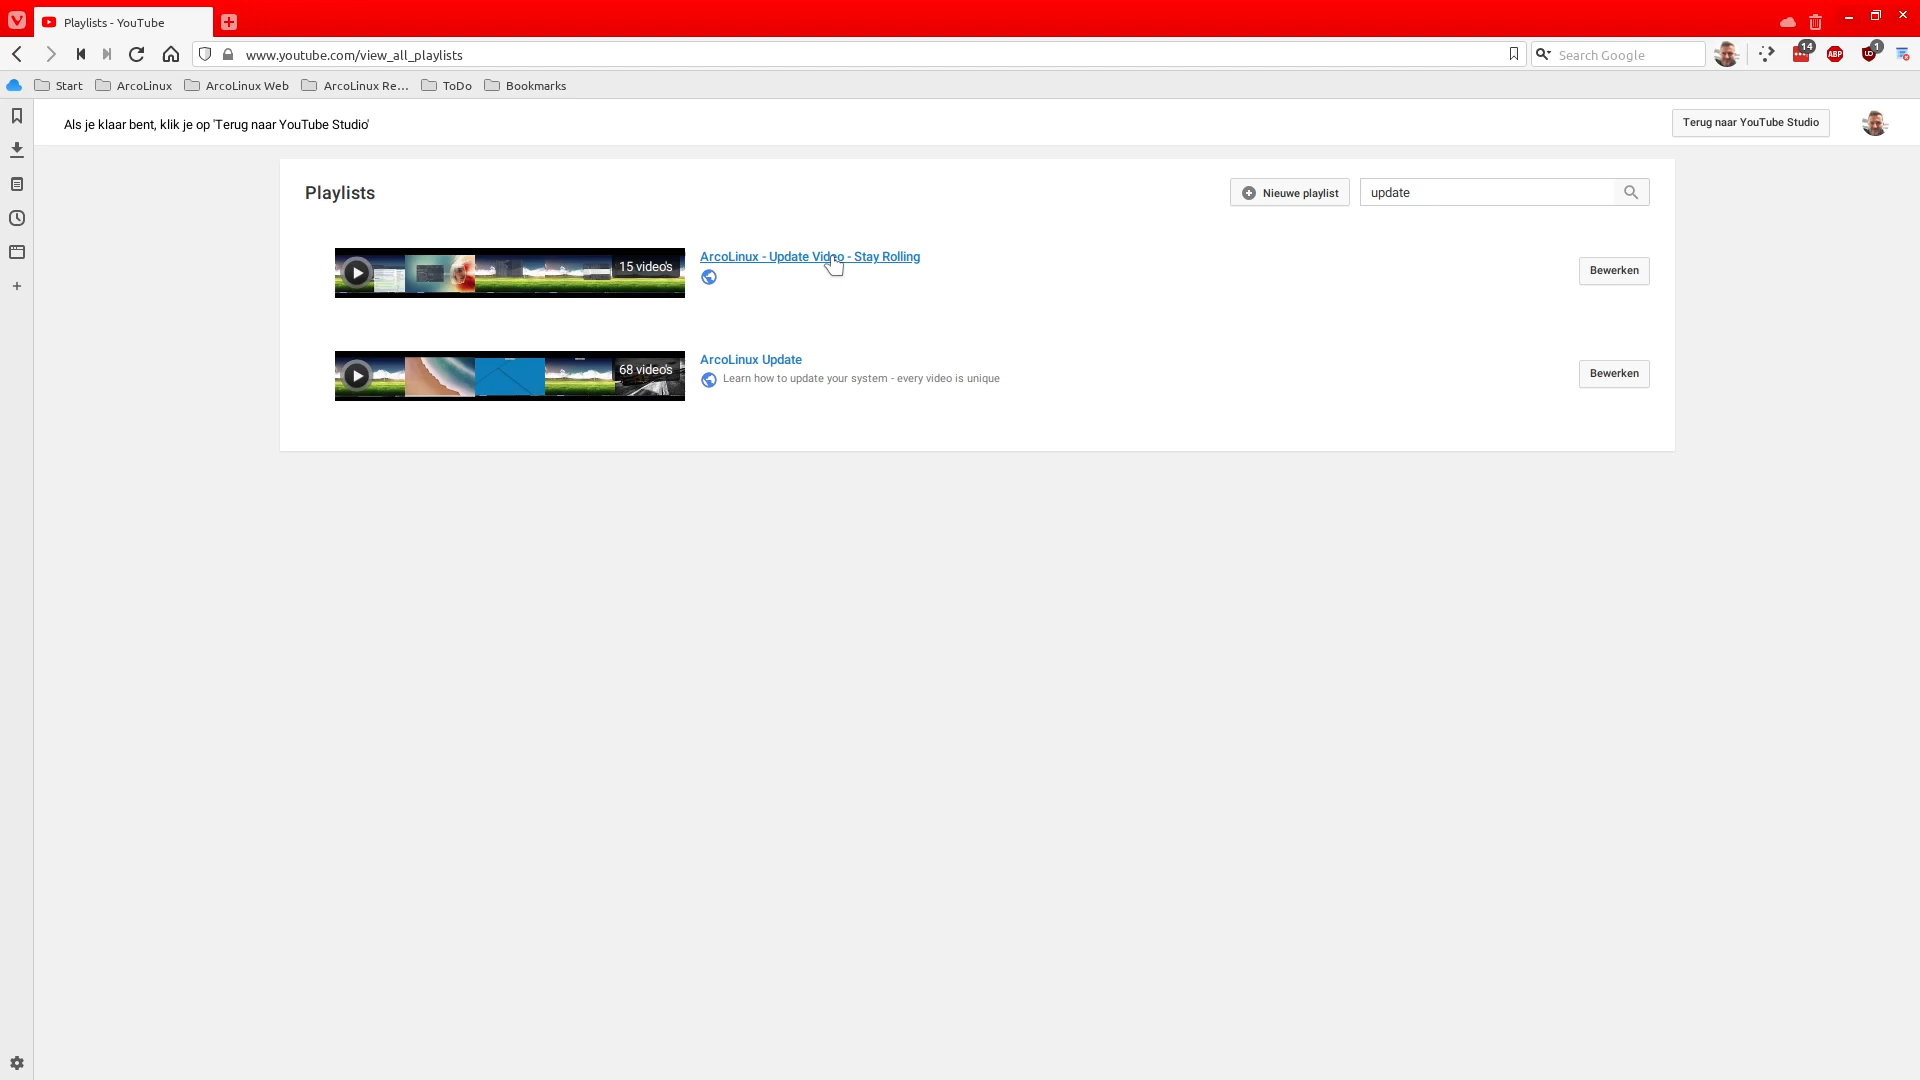 Playlists - YouTube
www.youtube.com/view_all_playlists
Search Google
14
ABP
1
Start
ArcoLinux
ArcoLinux Web
ArcoLinux Re...
ToDo
Bookmarks
Als je klaar bent, klik je op 'Terug naar YouTube Studio'
Terug naar YouTube Studio
Playlists
Nieuwe playlist
update
15 video's
ArcoLinux - Update Video - Stay Rolling
Bewerken
68 video's
ArcoLinux Update
Learn how to update your system - every video is unique
Bewerken